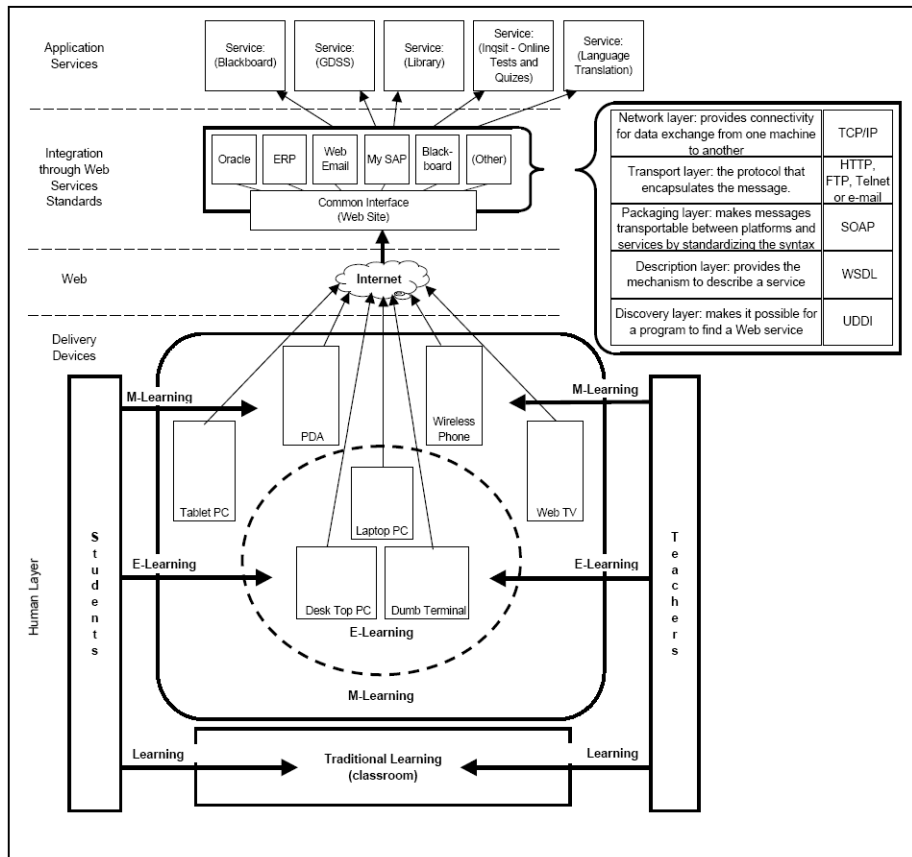 Application
Services
Service:
(Blackboard)
Service:
(GDSS)
Service:
(Library)
Service:
(Inqsit - Online
Tests and
Quizes)
Service:
(Language
Translation)
Integration
through Web
Services
Standards
Oracle
ERP
Web
Email
My SAP
Black-
board
(Other)
Common Interface
(Web Site)
Network layer: provides connectivity
for data exchange from one machine
to another
TCP/IP
Transport layer: the protocol that
encapsulates the message.
HTTP,
FTP, Telnet
or e-mail
Packaging layer: makes messages
transportable between platforms and
services by standardizing the syntax
SOAP
Description layer: provides the
mechanism to describe a service
WSDL
Discovery layer: makes it possible for
a program to find a Web service
UDDI
Web
Internet
Delivery
Devices
Human Layer
Students
Teachers
M-Learning
M-Learning
PDA
Wireless
Phone
Tablet PC
Web TV
Laptop PC
E-Learning
E-Learning
Desk Top PC
Dumb Terminal
E-Learning
M-Learning
Learning
Learning
Traditional Learning
(classroom)